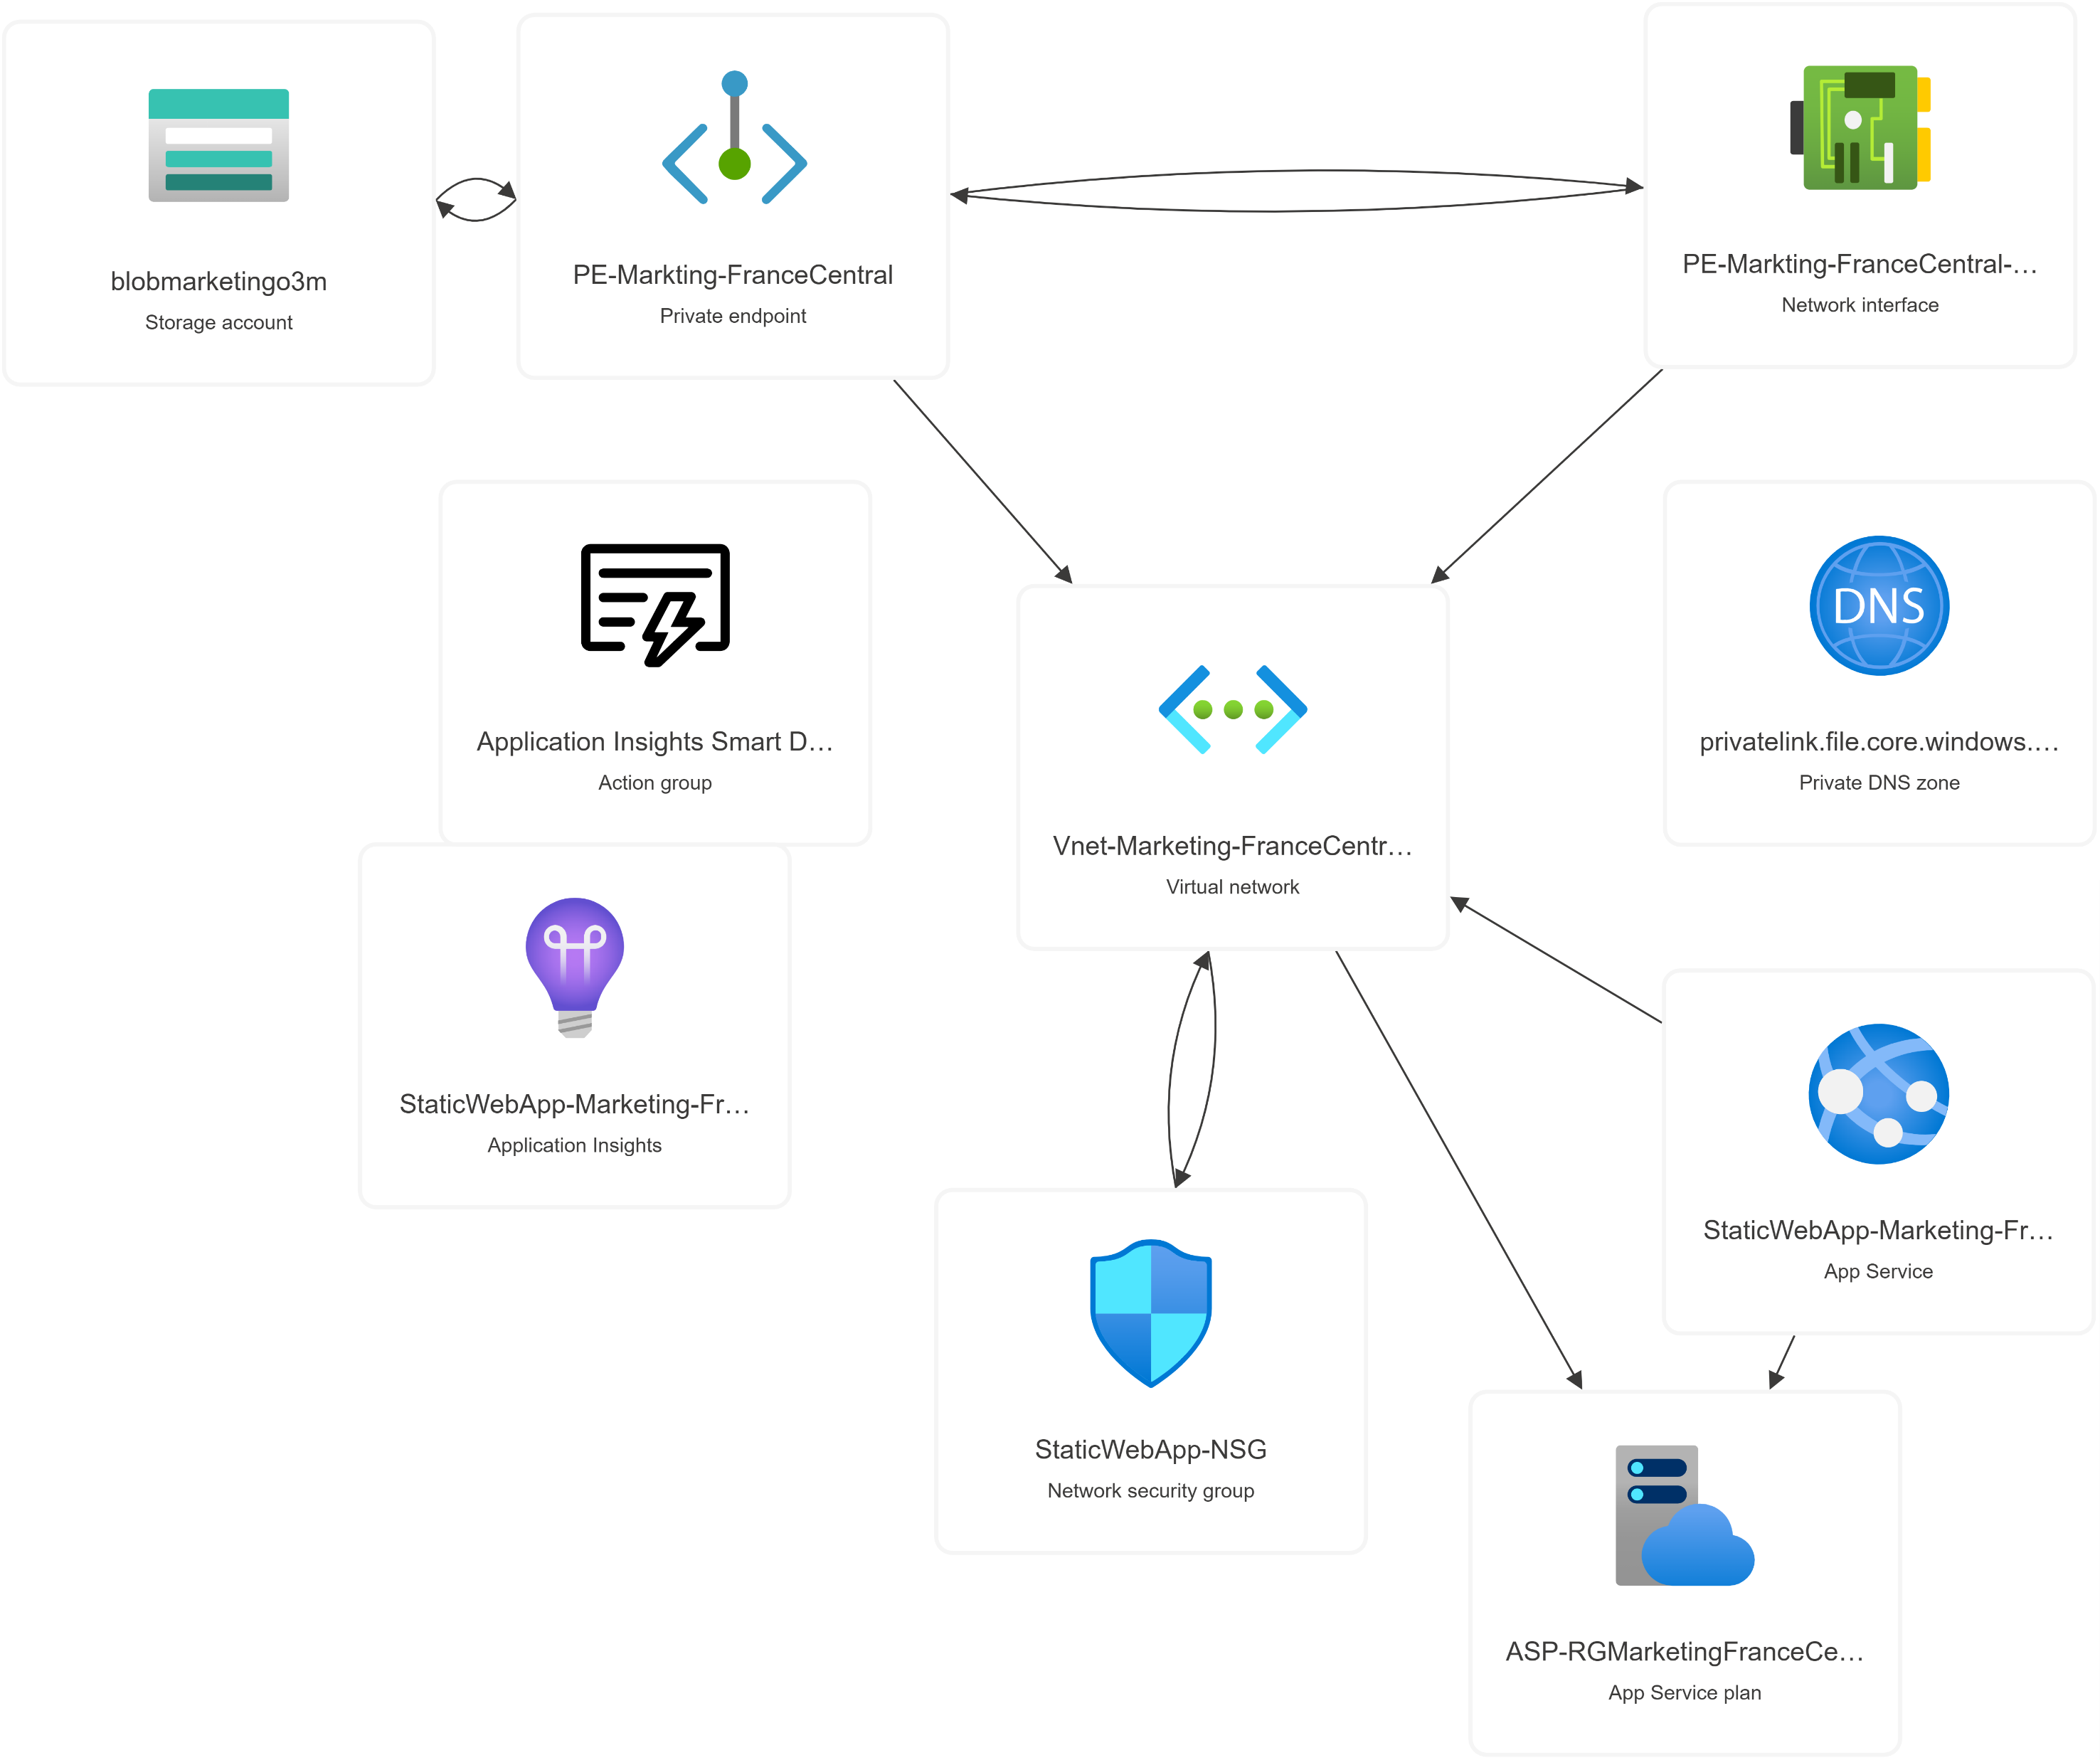 blobmarketingo3m
Storage account
PE-Markting-FranceCentral
Private endpoint
PE-Markting-FranceCentral-...
Network interface
Application Insights Smart D...
Action group
DNS
privatelink.file.core.windows....
Private DNS zone
Vnet-Marketing-FranceCentr...
Virtual network
StaticWebApp-Marketing-Fr...
Application Insights
StaticWebApp-Marketing-Fr...
App Service
StaticWebApp-NSG
Network security group
ASP-RGMarketingFranceCe...
App Service plan